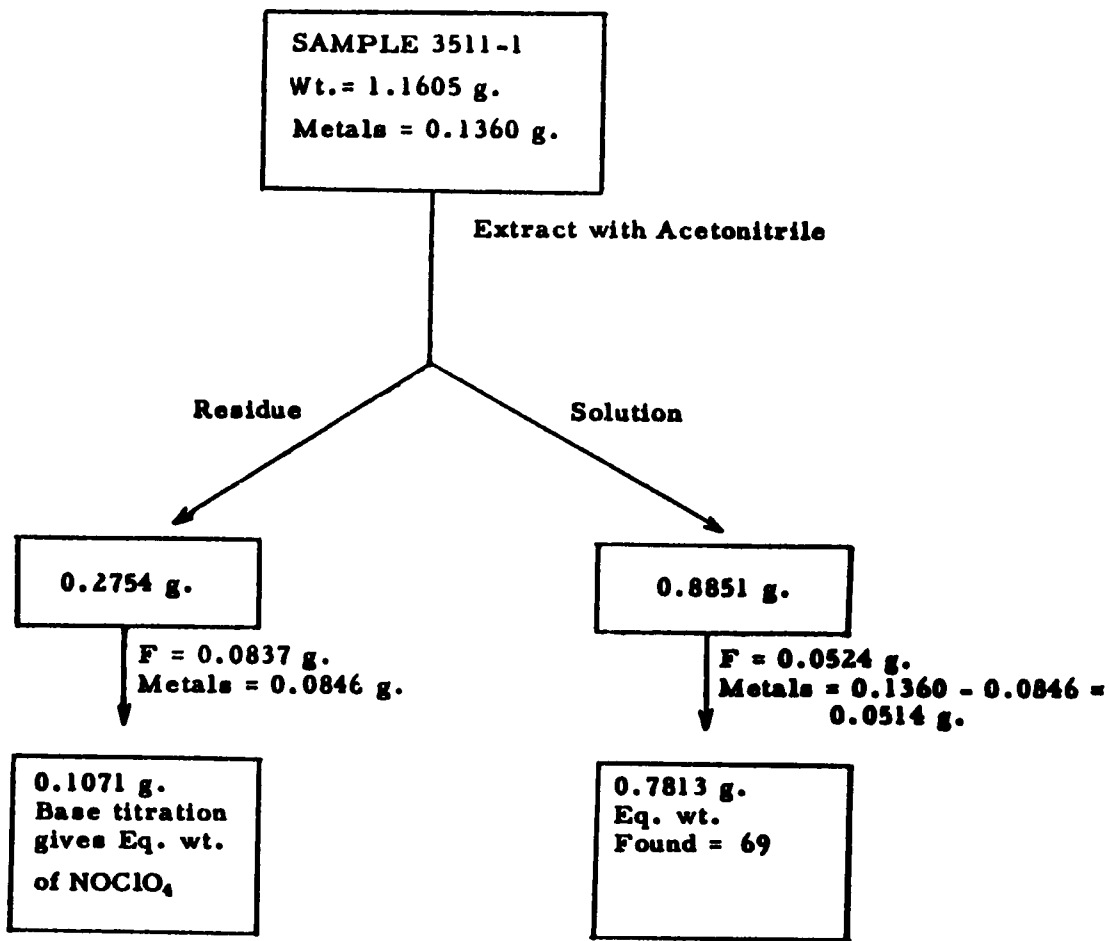 SAMPLE 3511-1
Wt.= 1.1605 g.
Metals = 0.1360 g.
Extract with Acetonitrile
Residue
Solution
0.2754 g.
0.8851 g.
F = 0.0837 g.
Metals = 0.0846 g.
F = 0.0524 g.
Metals = 0.1360 - 0.0846 =
0.0514 g.
0.1071 g.
Base titration
gives Eq. wt.
of NOClO₄
0.7813 g.
Eq. wt.
Found = 69